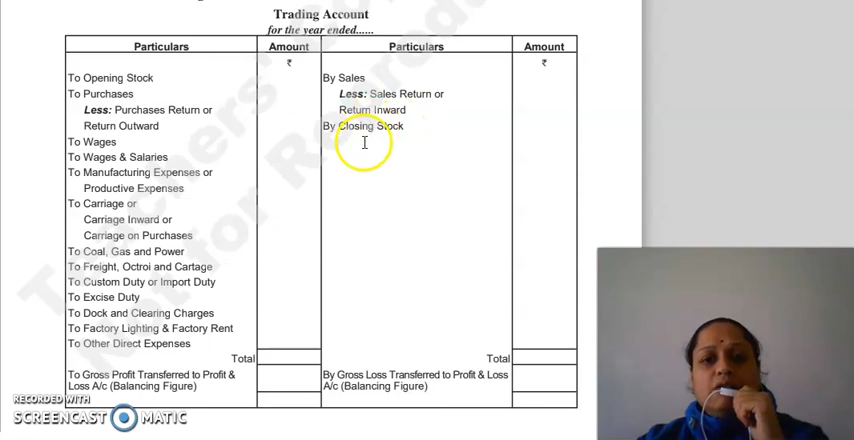 Trading Account
for the year ended......
Particulars Amount Particulars Amount
₹ ₹
To Opening Stock By Sales
To Purchases Less: Sales Return or
Less: Purchases Return or Return Inward
Return Outward By Closing Stock
To Wages
To Wages & Salaries
To Manufacturing Expenses or
Productive Expenses
To Carriage or
Carriage Inward or
Carriage on Purchases
To Coal, Gas and Power
To Freight, Octroi and Cartage
To Custom Duty or Import Duty
To Excise Duty
To Dock and Clearing Charges
To Factory Lighting & Factory Rent
To Other Direct Expenses
Total Total
To Gross Profit Transferred to Profit & By Gross Loss Transferred to Profit & Loss
Loss A/c (Balancing Figure) A/c (Balancing Figure)
RECORDED WITH
SCREENCAST MATIC